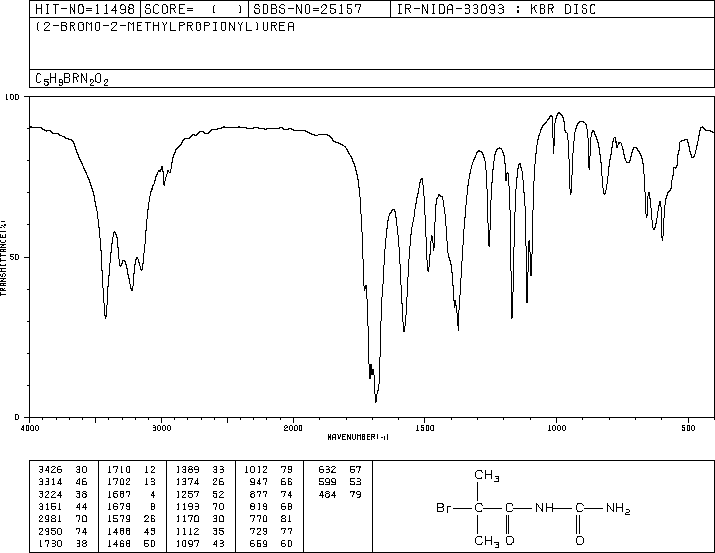 HIT-NO=11498 SCORE= ( ) SDBS-NO=25157 IR-NIDA-33093 : KBR DISC
(2-BROMO-2-METHYLPROPIONYL)UREA
C5H9BRN2O2
100
50
0
TRANSMITTANCE(%)
4000 3000 2000 1500 1000 500
WAVENUMBER(-1)
3426 30 1710 12 1389 33 1012 79 632 57
3314 46 1702 13 1374 26 947 66 599 53
3224 38 1687 4 1257 52 877 74 484 79
3151 44 1679 8 1193 70 819 68
2981 70 1579 26 1170 30 770 81
2950 74 1488 43 1112 35 729 77
1730 38 1468 50 1097 43 659 60
CH3
Br C C NH C NH2
CH3 O O